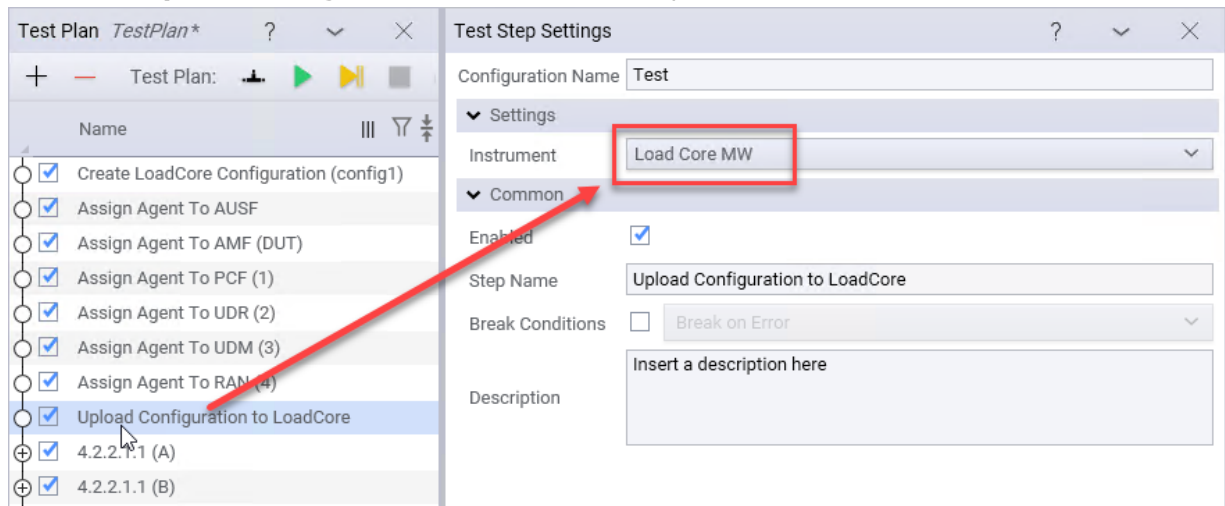 Test Plan TestPlan* ?
Test Plan:
Name
Create LoadCore Configuration (config1)
Assign Agent To AUSF
Assign Agent To AMF (DUT)
Assign Agent To PCF (1)
Assign Agent To UDR (2)
Assign Agent To UDM (3)
Assign Agent To RAN (4)
Upload Configuration to LoadCore
4.2.2.1.1 (A)
4.2.2.1.1 (B)
Test Step Settings ?
Configuration Name Test
Settings
Instrument Load Core MW
Common
Enabled
Step Name Upload Configuration to LoadCore
Break Conditions Break on Error
Insert a description here
Description